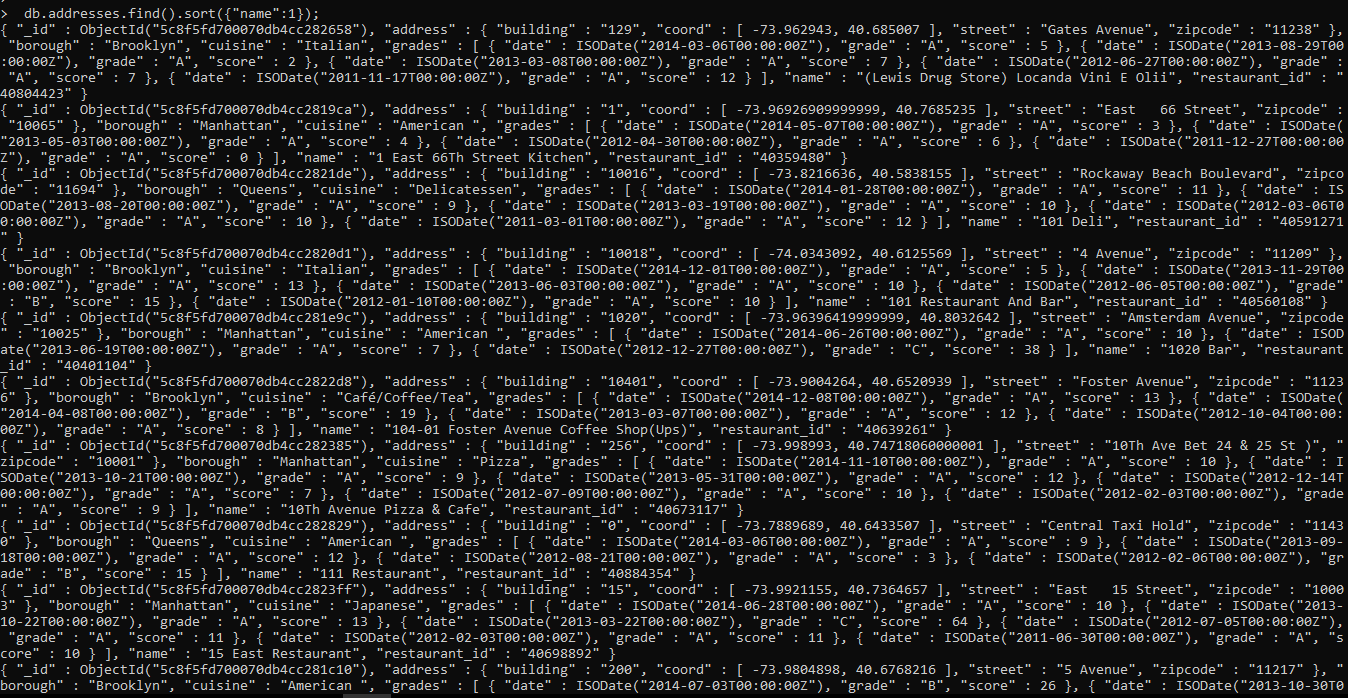 >  db.addresses.find().sort({"name":1});
{ "_id" : ObjectId("5c8f5fd700070db4cc282658"), "address" : { "building" : "129", "coord" : [ -73.962943, 40.685007 ], "street" : "Gates Avenue", "zipcode" : "11238" },
 "borough" : "Brooklyn", "cuisine" : "Italian", "grades" : [ { "date" : ISODate("2014-03-06T00:00:00Z"), "grade" : "A", "score" : 5 }, { "date" : ISODate("2013-08-29T00
:00:00Z"), "grade" : "A", "score" : 2 }, { "date" : ISODate("2013-03-08T00:00:00Z"), "grade" : "A", "score" : 7 }, { "date" : ISODate("2012-06-27T00:00:00Z"), "grade" :
 "A", "score" : 7 }, { "date" : ISODate("2011-11-17T00:00:00Z"), "grade" : "A", "score" : 12 } ], "name" : "(Lewis Drug Store) Locanda Vini E Olii", "restaurant_id" : "
40804423" }
{ "_id" : ObjectId("5c8f5fd700070db4cc2819ca"), "address" : { "building" : "1", "coord" : [ -73.96926909999999, 40.7685235 ], "street" : "East   66 Street", "zipcode" :
 "10065" }, "borough" : "Manhattan", "cuisine" : "American ", "grades" : [ { "date" : ISODate("2014-05-07T00:00:00Z"), "grade" : "A", "score" : 3 }, { "date" : ISODate(
"2013-05-03T00:00:00Z"), "grade" : "A", "score" : 4 }, { "date" : ISODate("2012-04-30T00:00:00Z"), "grade" : "A", "score" : 6 }, { "date" : ISODate("2011-12-27T00:00:00
Z"), "grade" : "A", "score" : 0 } ], "name" : "1 East 66Th Street Kitchen", "restaurant_id" : "40359480" }
{ "_id" : ObjectId("5c8f5fd700070db4cc2821de"), "address" : { "building" : "10016", "coord" : [ -73.8216636, 40.5838155 ], "street" : "Rockaway Beach Boulevard", "zipco
de" : "11694" }, "borough" : "Queens", "cuisine" : "Delicatessen", "grades" : [ { "date" : ISODate("2014-01-28T00:00:00Z"), "grade" : "A", "score" : 11 }, { "date" : IS
ODate("2013-08-20T00:00:00Z"), "grade" : "A", "score" : 9 }, { "date" : ISODate("2013-03-19T00:00:00Z"), "grade" : "A", "score" : 10 }, { "date" : ISODate("2012-03-06T0
0:00:00Z"), "grade" : "A", "score" : 10 }, { "date" : ISODate("2011-03-01T00:00:00Z"), "grade" : "A", "score" : 12 } ], "name" : "101 Deli", "restaurant_id" : "40591271
" }
{ "_id" : ObjectId("5c8f5fd700070db4cc2820d1"), "address" : { "building" : "10018", "coord" : [ -74.0343092, 40.6125569 ], "street" : "4 Avenue", "zipcode" : "11209" },
 "borough" : "Brooklyn", "cuisine" : "Italian", "grades" : [ { "date" : ISODate("2014-12-01T00:00:00Z"), "grade" : "A", "score" : 5 }, { "date" : ISODate("2013-11-29T00
:00:00Z"), "grade" : "A", "score" : 13 }, { "date" : ISODate("2013-06-03T00:00:00Z"), "grade" : "A", "score" : 10 }, { "date" : ISODate("2012-06-05T00:00:00Z"), "grade"
 : "B", "score" : 15 }, { "date" : ISODate("2012-01-10T00:00:00Z"), "grade" : "A", "score" : 10 } ], "name" : "101 Restaurant And Bar", "restaurant_id" : "40560108" }
{ "_id" : ObjectId("5c8f5fd700070db4cc281e9c"), "address" : { "building" : "1020", "coord" : [ -73.96396419999999, 40.8032642 ], "street" : "Amsterdam Avenue", "zipcode
" : "10025" }, "borough" : "Manhattan", "cuisine" : "American ", "grades" : [ { "date" : ISODate("2014-06-26T00:00:00Z"), "grade" : "A", "score" : 10 }, { "date" : ISOD
ate("2013-06-19T00:00:00Z"), "grade" : "A", "score" : 7 }, { "date" : ISODate("2012-12-27T00:00:00Z"), "grade" : "C", "score" : 38 } ], "name" : "1020 Bar", "restaurant
_id" : "40401104" }
{ "_id" : ObjectId("5c8f5fd700070db4cc2822d8"), "address" : { "building" : "10401", "coord" : [ -73.9004264, 40.6520939 ], "street" : "Foster Avenue", "zipcode" : "1123
6" }, "borough" : "Brooklyn", "cuisine" : "Café/Coffee/Tea", "grades" : [ { "date" : ISODate("2014-12-08T00:00:00Z"), "grade" : "A", "score" : 13 }, { "date" : ISODate(
"2014-04-08T00:00:00Z"), "grade" : "B", "score" : 19 }, { "date" : ISODate("2013-03-07T00:00:00Z"), "grade" : "A", "score" : 12 }, { "date" : ISODate("2012-10-04T00:00:
00Z"), "grade" : "A", "score" : 8 } ], "name" : "104-01 Foster Avenue Coffee Shop(Ups)", "restaurant_id" : "40639261" }
{ "_id" : ObjectId("5c8f5fd700070db4cc282385"), "address" : { "building" : "256", "coord" : [ -73.998993, 40.74718060000001 ], "street" : "10Th Ave Bet 24 & 25 St )", "
zipcode" : "10001" }, "borough" : "Manhattan", "cuisine" : "Pizza", "grades" : [ { "date" : ISODate("2014-11-10T00:00:00Z"), "grade" : "A", "score" : 10 }, { "date" : I
SODate("2013-10-21T00:00:00Z"), "grade" : "A", "score" : 9 }, { "date" : ISODate("2013-05-31T00:00:00Z"), "grade" : "A", "score" : 12 }, { "date" : ISODate("2012-12-14T
00:00:00Z"), "grade" : "A", "score" : 7 }, { "date" : ISODate("2012-07-09T00:00:00Z"), "grade" : "A", "score" : 10 }, { "date" : ISODate("2012-02-03T00:00:00Z"), "grade
" : "A", "score" : 9 } ], "name" : "10Th Avenue Pizza & Cafe", "restaurant_id" : "40673117" }
{ "_id" : ObjectId("5c8f5fd700070db4cc282829"), "address" : { "building" : "0", "coord" : [ -73.7889689, 40.6433507 ], "street" : "Central Taxi Hold", "zipcode" : "1143
0" }, "borough" : "Queens", "cuisine" : "American ", "grades" : [ { "date" : ISODate("2014-03-06T00:00:00Z"), "grade" : "A", "score" : 9 }, { "date" : ISODate("2013-09-
18T00:00:00Z"), "grade" : "A", "score" : 12 }, { "date" : ISODate("2012-08-21T00:00:00Z"), "grade" : "A", "score" : 3 }, { "date" : ISODate("2012-02-06T00:00:00Z"), "gr
ade" : "B", "score" : 15 } ], "name" : "111 Restaurant", "restaurant_id" : "40884354" }
{ "_id" : ObjectId("5c8f5fd700070db4cc2823ff"), "address" : { "building" : "15", "coord" : [ -73.9921155, 40.7364657 ], "street" : "East   15 Street", "zipcode" : "1000
3" }, "borough" : "Manhattan", "cuisine" : "Japanese", "grades" : [ { "date" : ISODate("2014-06-28T00:00:00Z"), "grade" : "A", "score" : 10 }, { "date" : ISODate("2013-
10-22T00:00:00Z"), "grade" : "A", "score" : 13 }, { "date" : ISODate("2013-03-22T00:00:00Z"), "grade" : "C", "score" : 64 }, { "date" : ISODate("2012-07-05T00:00:00Z"),
 "grade" : "A", "score" : 11 }, { "date" : ISODate("2012-02-03T00:00:00Z"), "grade" : "A", "score" : 11 }, { "date" : ISODate("2011-06-30T00:00:00Z"), "grade" : "A", "s
core" : 10 } ], "name" : "15 East Restaurant", "restaurant_id" : "40698892" }
{ "_id" : ObjectId("5c8f5fd700070db4cc281c10"), "address" : { "building" : "200", "coord" : [ -73.9804898, 40.6768216 ], "street" : "5 Avenue", "zipcode" : "11217" }, "
borough" : "Brooklyn", "cuisine" : "American ", "grades" : [ { "date" : ISODate("2014-07-03T00:00:00Z"), "grade" : "B", "score" : 26 }, { "date" : ISODate("2013-10-30T0